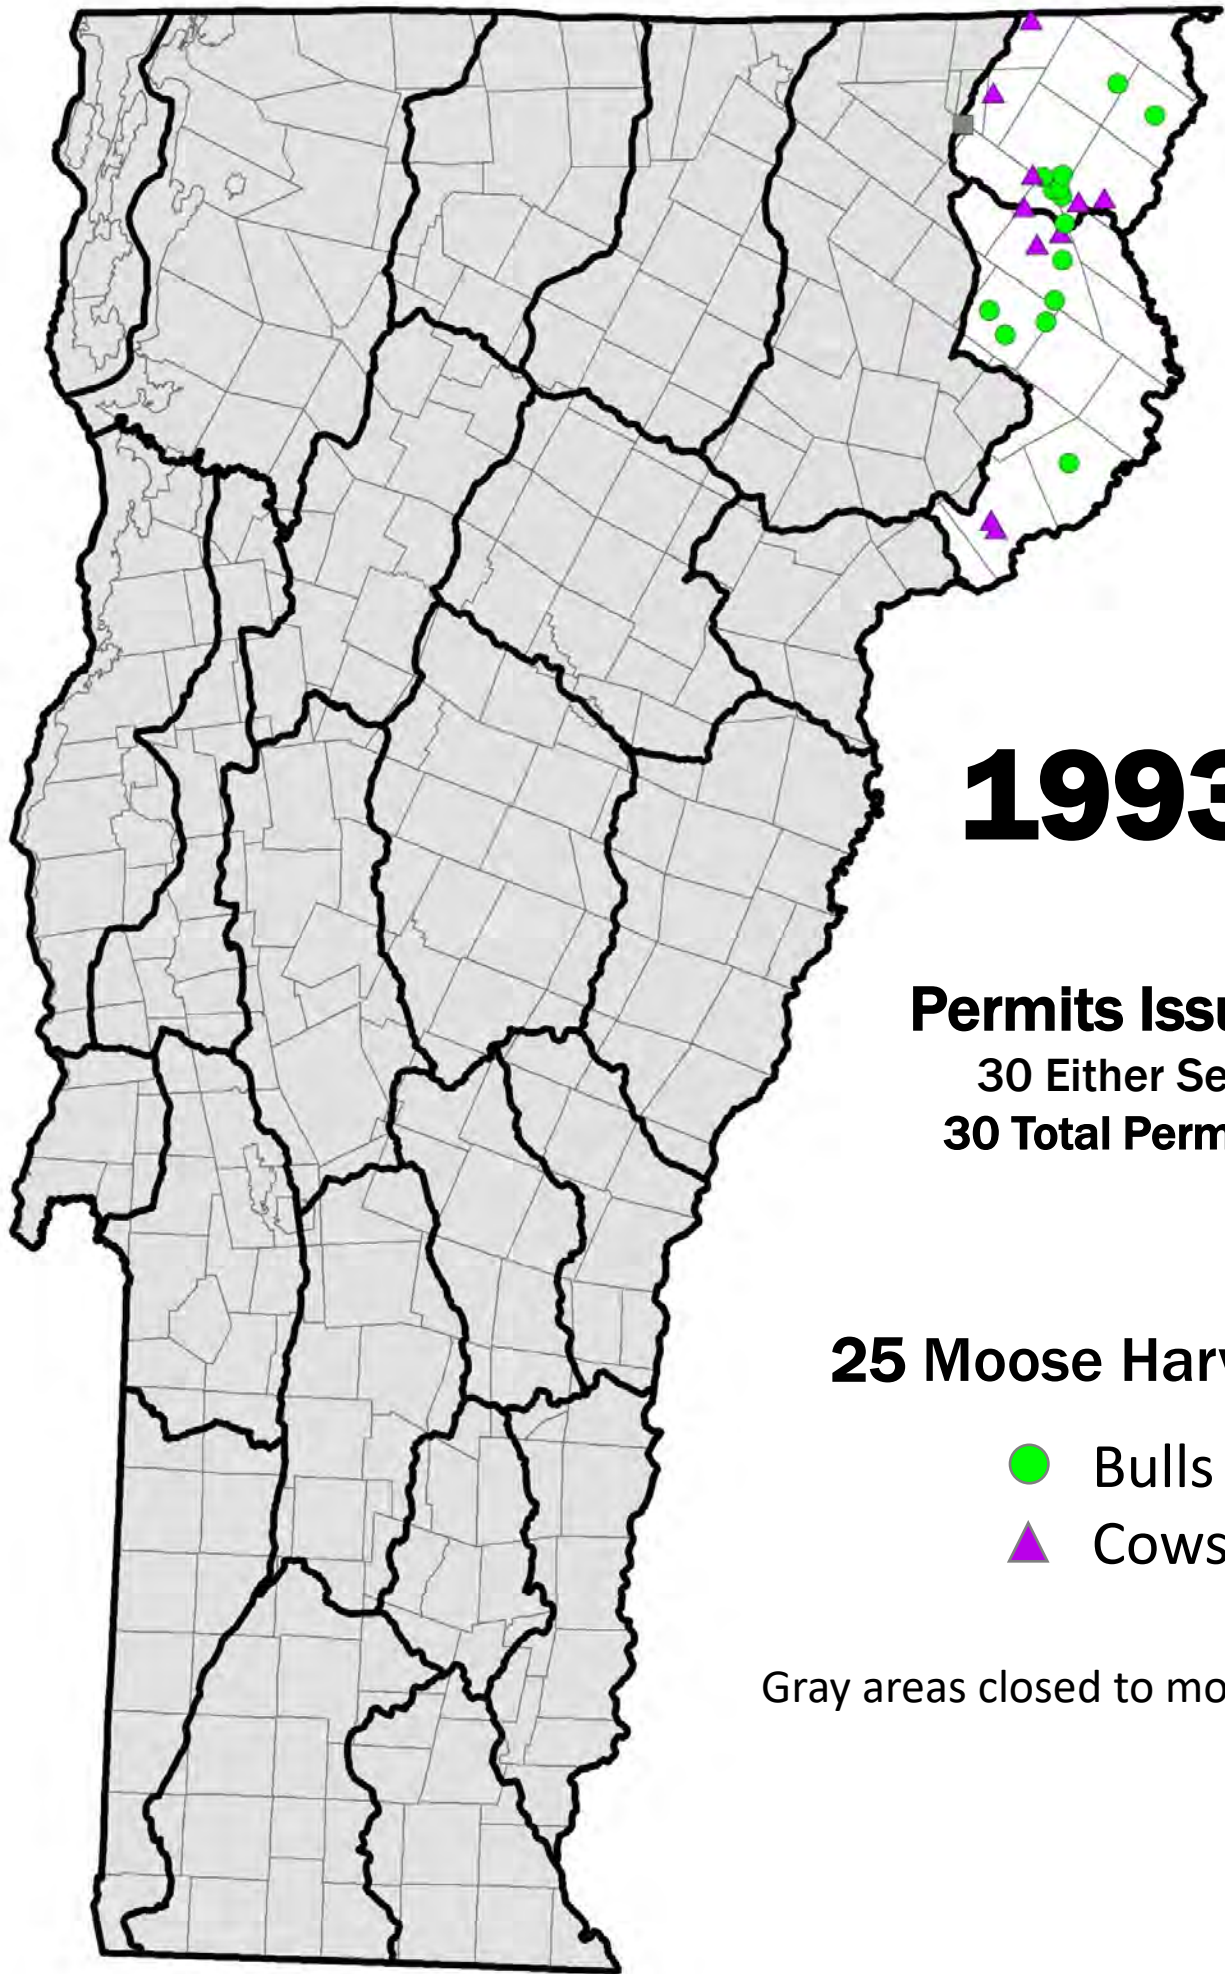 1993
Permits Issu
30 Either Se
30 Total Perm
25 Moose Harv
Bulls
Cows
Gray areas closed to mo